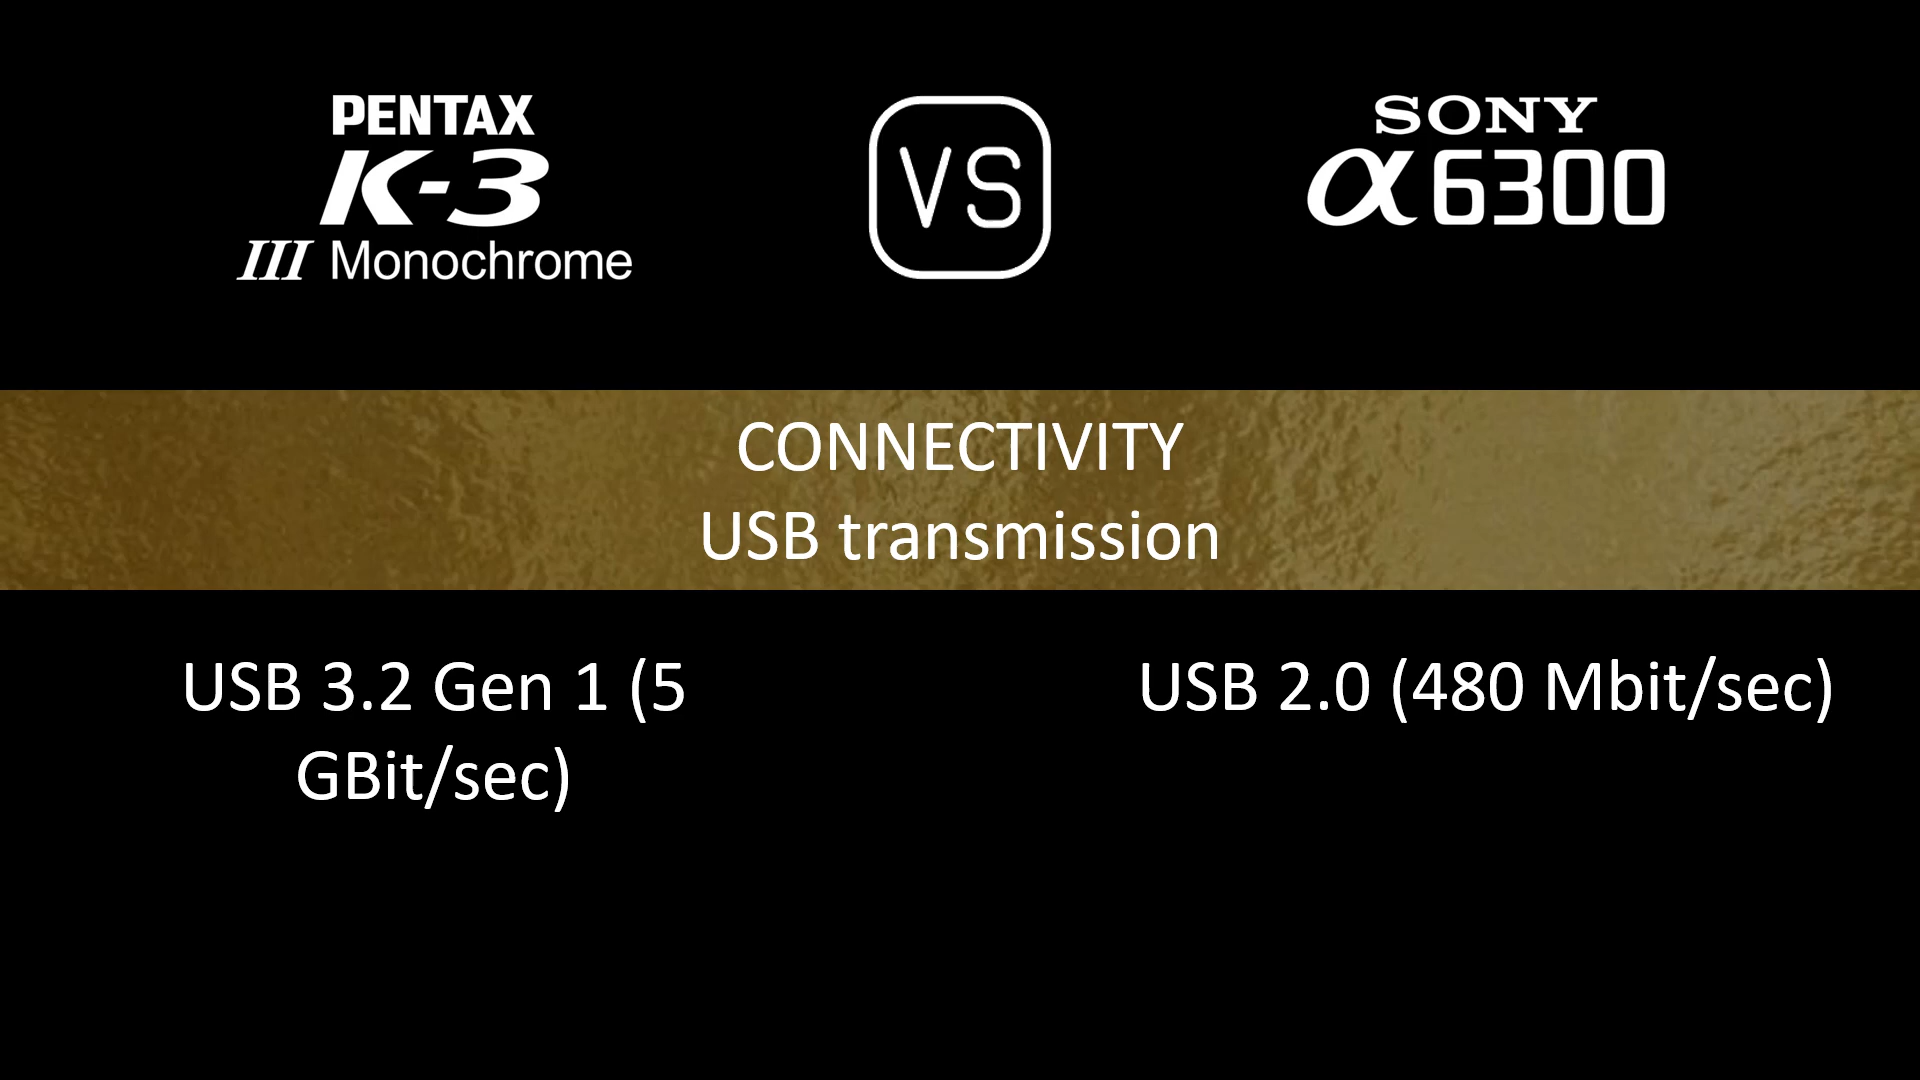 PENTAX
K-3
III Monochrome
VS
SONY
α6300
CONNECTIVITY
USB transmission
USB 3.2 Gen 1 (5
GBit/sec)
USB 2.0 (480 Mbit/sec)